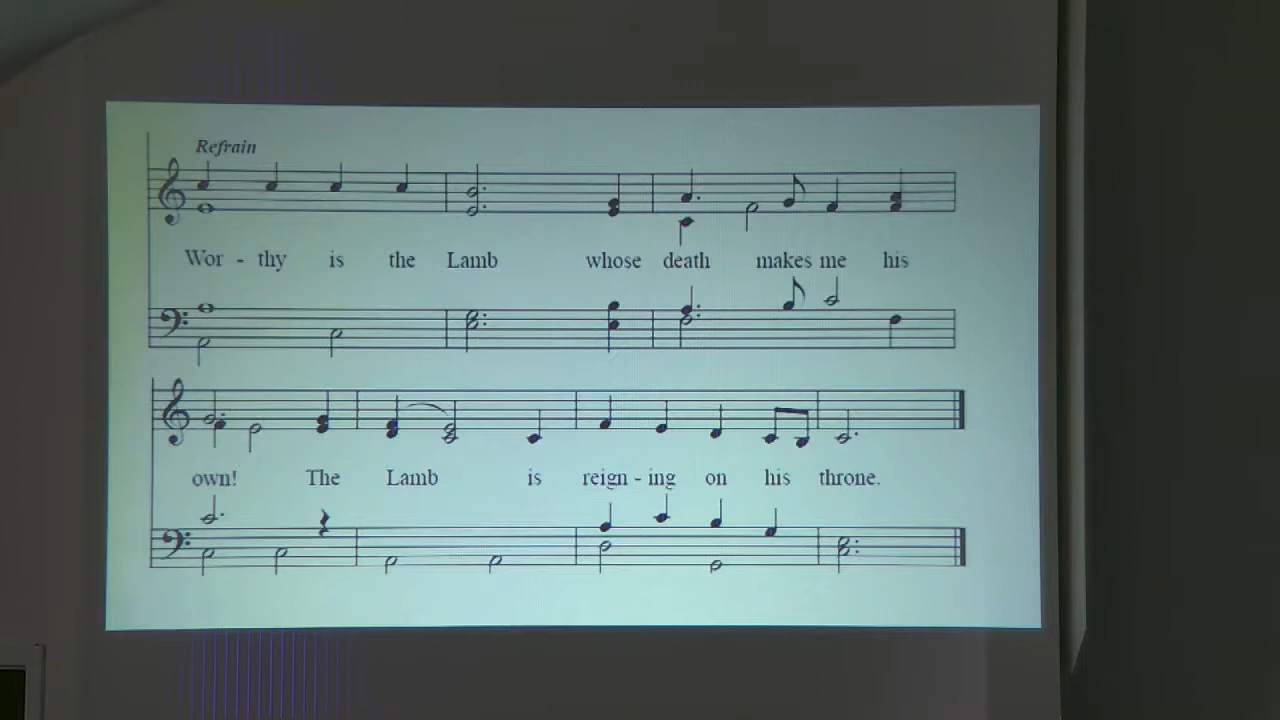 Refrain
Wor - thy is the Lamb whose death makes me his
own! The Lamb is reign - ing on his throne.